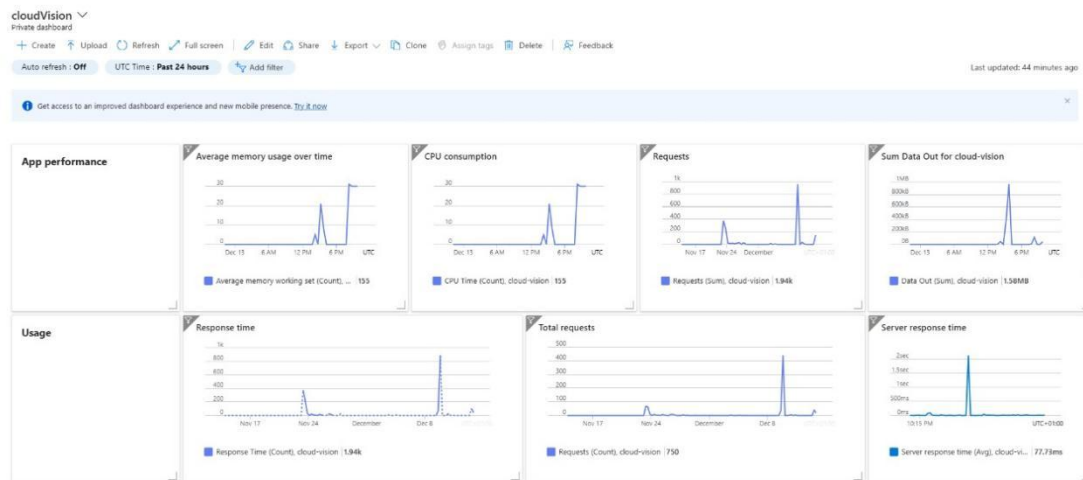 cloudVision
Private dashboard
Create Upload Refresh Full screen Edit Share Export Clone Assign tags Delete Feedback
Auto refresh : Off UTC Time : Past 24 hours Add filter Last updated: 44 minutes ago
Get access to an improved dashboard experience and new mobile presence. Try it now
App performance
Average memory usage over time
30
20
10
0
Dec 15 6 AM 12 PM 6 PM UTC
Average memory working set (Count), ... 155
CPU consumption
30
20
10
0
Dec 15 6 AM 12 PM 6 PM UTC
CPU Time (Count), cloud-vision 155
Requests
1k
800
600
400
200
0
Nov 17 Nov 24 December UTC+01:00
Requests (Sum), cloud-vision 1.94k
Sum Data Out for cloud-vision
1MB
800kB
600kB
400kB
200kB
0B
Dec 15 6 AM 12 PM 6 PM UTC
Data Out (Sum), cloud-vision 1.58MB
Usage
Response time
1k
800
600
400
200
0
Nov 17 Nov 24 December Dec 8
Response Time (Count), cloud-vision 1.94k
Total requests
500
400
300
200
100
0
Nov 17 Nov 24 December Dec 8
Requests (Count), cloud-vision 750
Server response time
2sec
1.5sec
1sec
500ms
0ms
10:15 PM UTC+01:00
Server response time (Avg), cloud-vi... 77.73ms